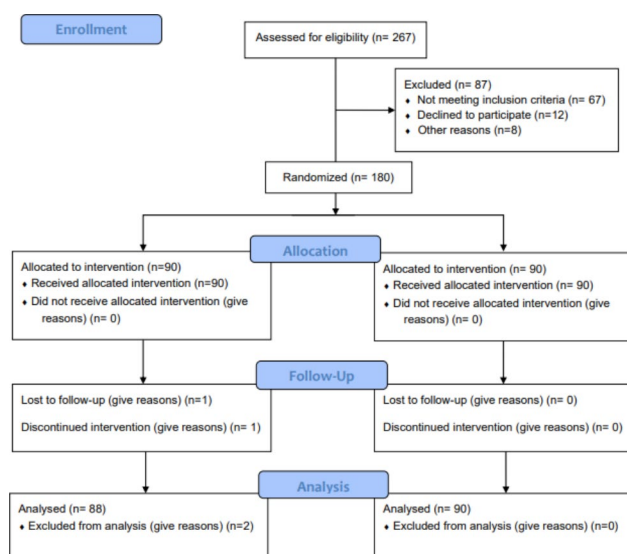 Enrollment
Assessed for eligibility (n= 267)
Excluded (n= 87)
♦ Not meeting inclusion criteria (n= 67)
♦ Declined to participate (n=12)
♦ Other reasons (n=8)
Randomized (n= 180)
Allocation
Allocated to intervention (n=90)
♦ Received allocated intervention (n=90)
♦ Did not receive allocated intervention (give
reasons) (n= 0)
Allocated to intervention (n= 90)
♦ Received allocated intervention (n= 90)
♦ Did not receive allocated intervention (give
reasons) (n= 0)
Follow-Up
Lost to follow-up (give reasons) (n=1)
Discontinued intervention (give reasons) (n= 1)
Lost to follow-up (give reasons) (n= 0)
Discontinued intervention (give reasons) (n= 0)
Analysis
Analysed (n= 88)
♦ Excluded from analysis (give reasons) (n=2)
Analysed (n= 90)
♦ Excluded from analysis (give reasons) (n=0)